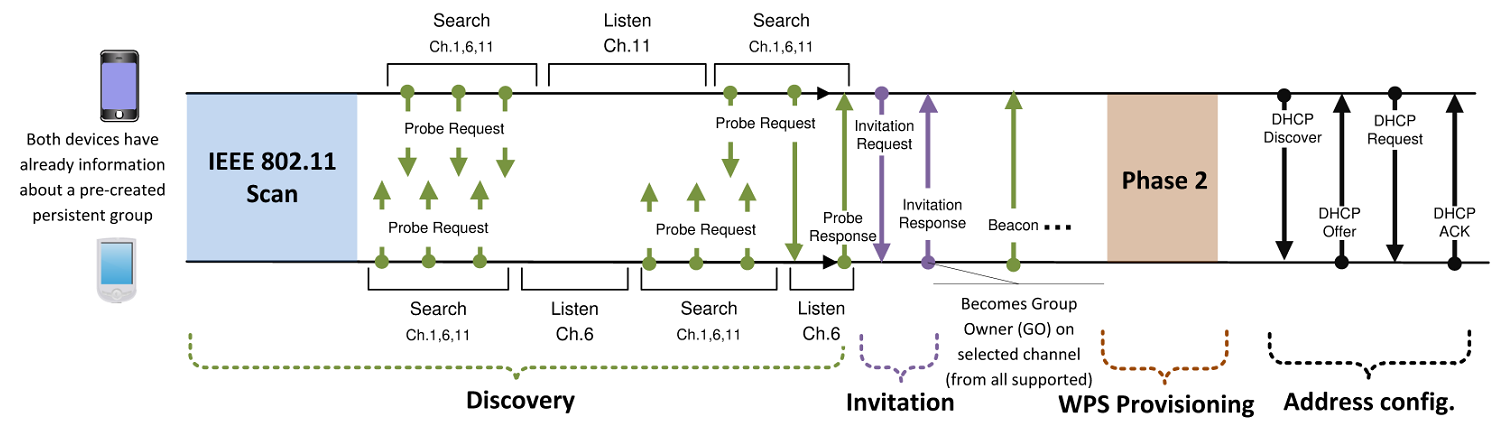 Search
Ch.1,6,11
Listen
Ch.11
Search
Ch.1,6,11
Both devices have
already information
about a pre-created
persistent group
IEEE 802.11
Scan
Probe Request
Probe Request
Probe Request
Probe Request
Probe
Response
Invitation
Request
Invitation
Response
Beacon ...
Phase 2
DHCP
Discover
DHCP
Offer
DHCP
Request
DHCP
ACK
Search
Ch.1,6,11
Listen
Ch.6
Search
Ch.1,6,11
Listen
Ch.6
Becomes Group
Owner (GO) on
selected channel
(from all supported)
Discovery
Invitation
WPS Provisioning
Address config.